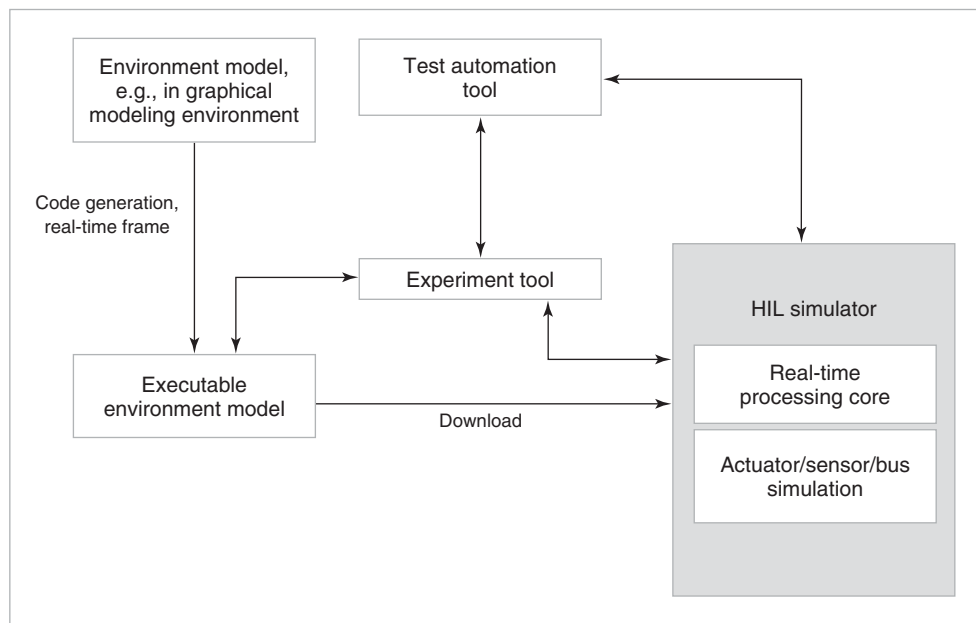 Environment model,
e.g., in graphical
modeling environment
Test automation
tool
Code generation,
real-time frame
Experiment tool
HIL simulator
Executable
environment model
Download
Real-time
processing core
Actuator/sensor/bus
simulation